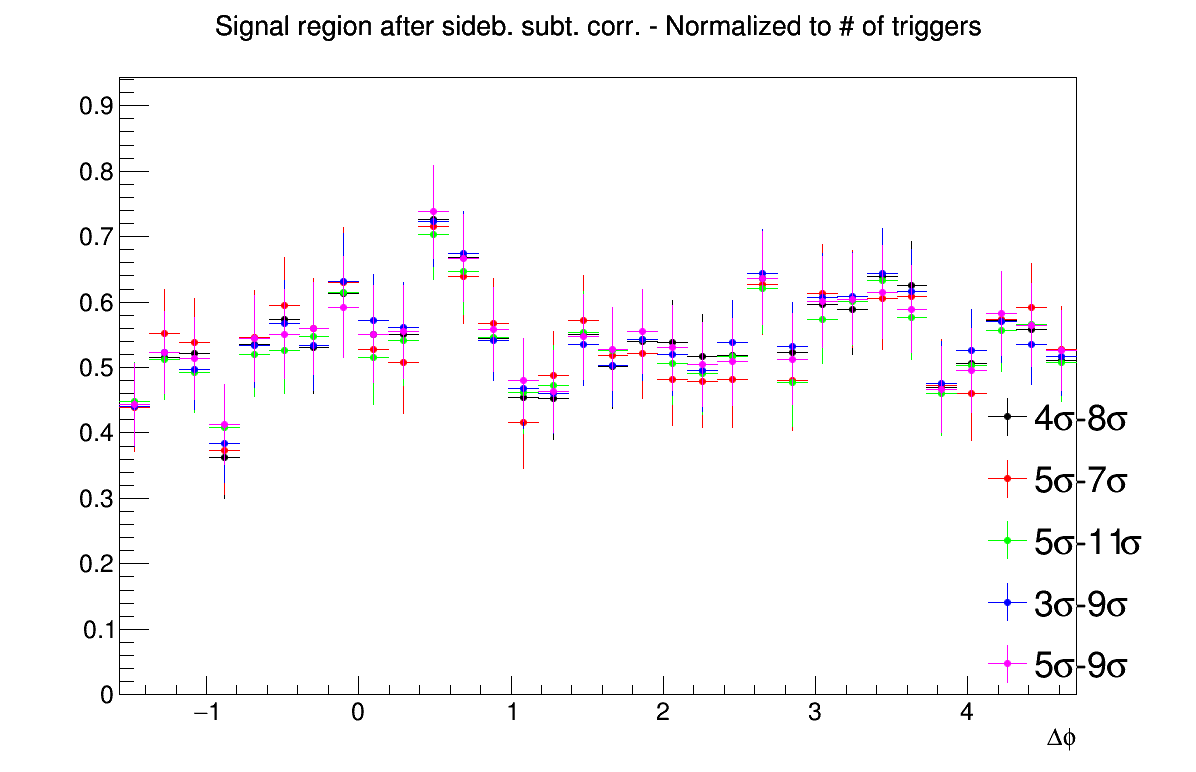 Signal region after sideb. subt. corr. - Normalized to # of triggers
0.9
0.8
0.7
0.6
0.5
0.4
0.3
0.2
0.1
0
4σ-8σ
5σ-7σ
5σ-11σ
3σ-9σ
5σ-9σ
−1 0 1 2 3 4
Δϕ